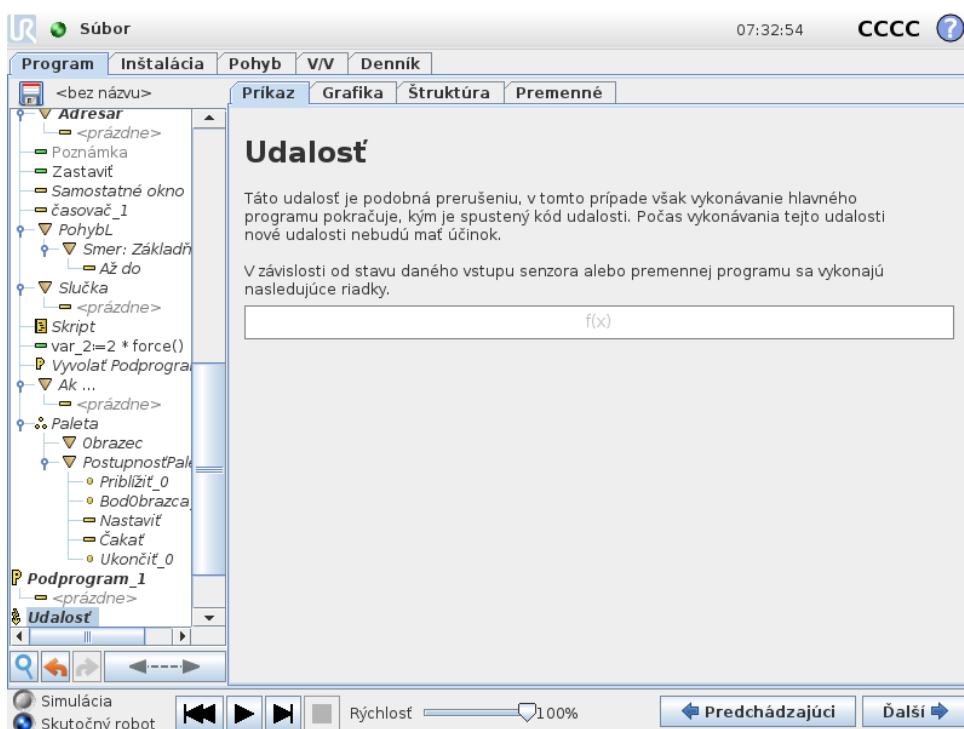 Súbor
07:32:54
CCCC
?
Program
Inštalácia
Pohyb
V/V
Denník
<bez názvu>
Príkaz
Grafika
Štruktúra
Premenné
Adresár
<prázdne>
Poznámka
Zastaviť
Samostatné okno
časovač_1
PohybL
Smer: Základň
Až do
Slučka
<prázdne>
Skript
var_2:=2 * force()
Vyvolať Podprogra
Ak ...
<prázdne>
Paleta
Obrazec
PostupnosťPale
Priblížiť_0
BodObrazca
Nastaviť
Čakať
Ukončiť_0
Podprogram_1
<prázdne>
Udalosť
Udalosť
Táto udalosť je podobná prerušeniu, v tomto prípade však vykonávanie hlavného
programu pokračuje, kým je spustený kód udalosti. Počas vykonávania tejto udalosti
nové udalosti nebudú mať účinok.
V závislosti od stavu daného vstupu senzora alebo premennej programu sa vykonajú
nasledujúce riadky.
f(x)
Simulácia
Skutočný robot
Rýchlosť
100%
Predchádzajúci
Ďalší